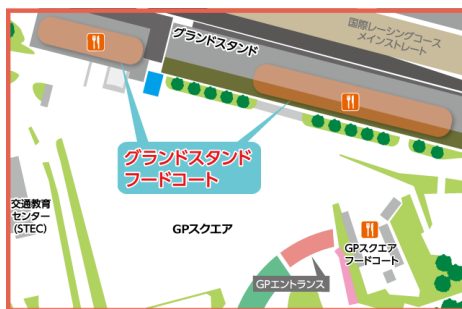 国際レーシングコース
メインストレート
グランドスタンド
グランドスタンド
フードコート
交通教育
センター
(STEC)
GPスクエア
GPスクエア
フードコート
GPエントランス